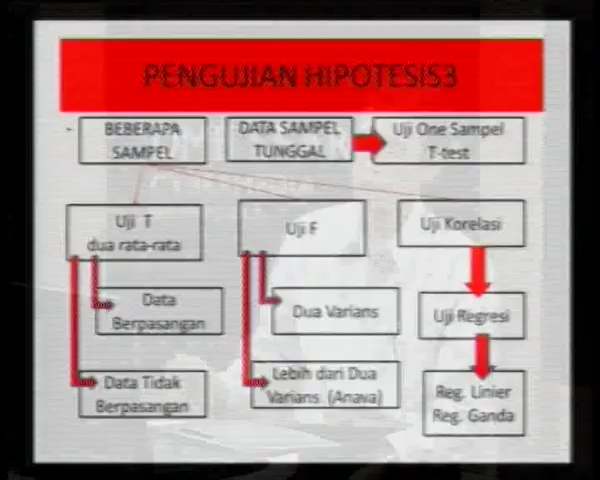 PENGUJIAN HIPOTESIS3
BEBERAPA
SAMPEL
DATA SAMPEL
TUNGGAL
Uji One Sampel
T-test
Uji T
dua rata-rata
Uji F
Uji Korelasi
Data
Berpasangan
Dua Varians
Uji Regresi
Data Tidak
Berpasangan
Lebih dari Dua
Varians (Anava)
Reg. Linier
Reg. Ganda